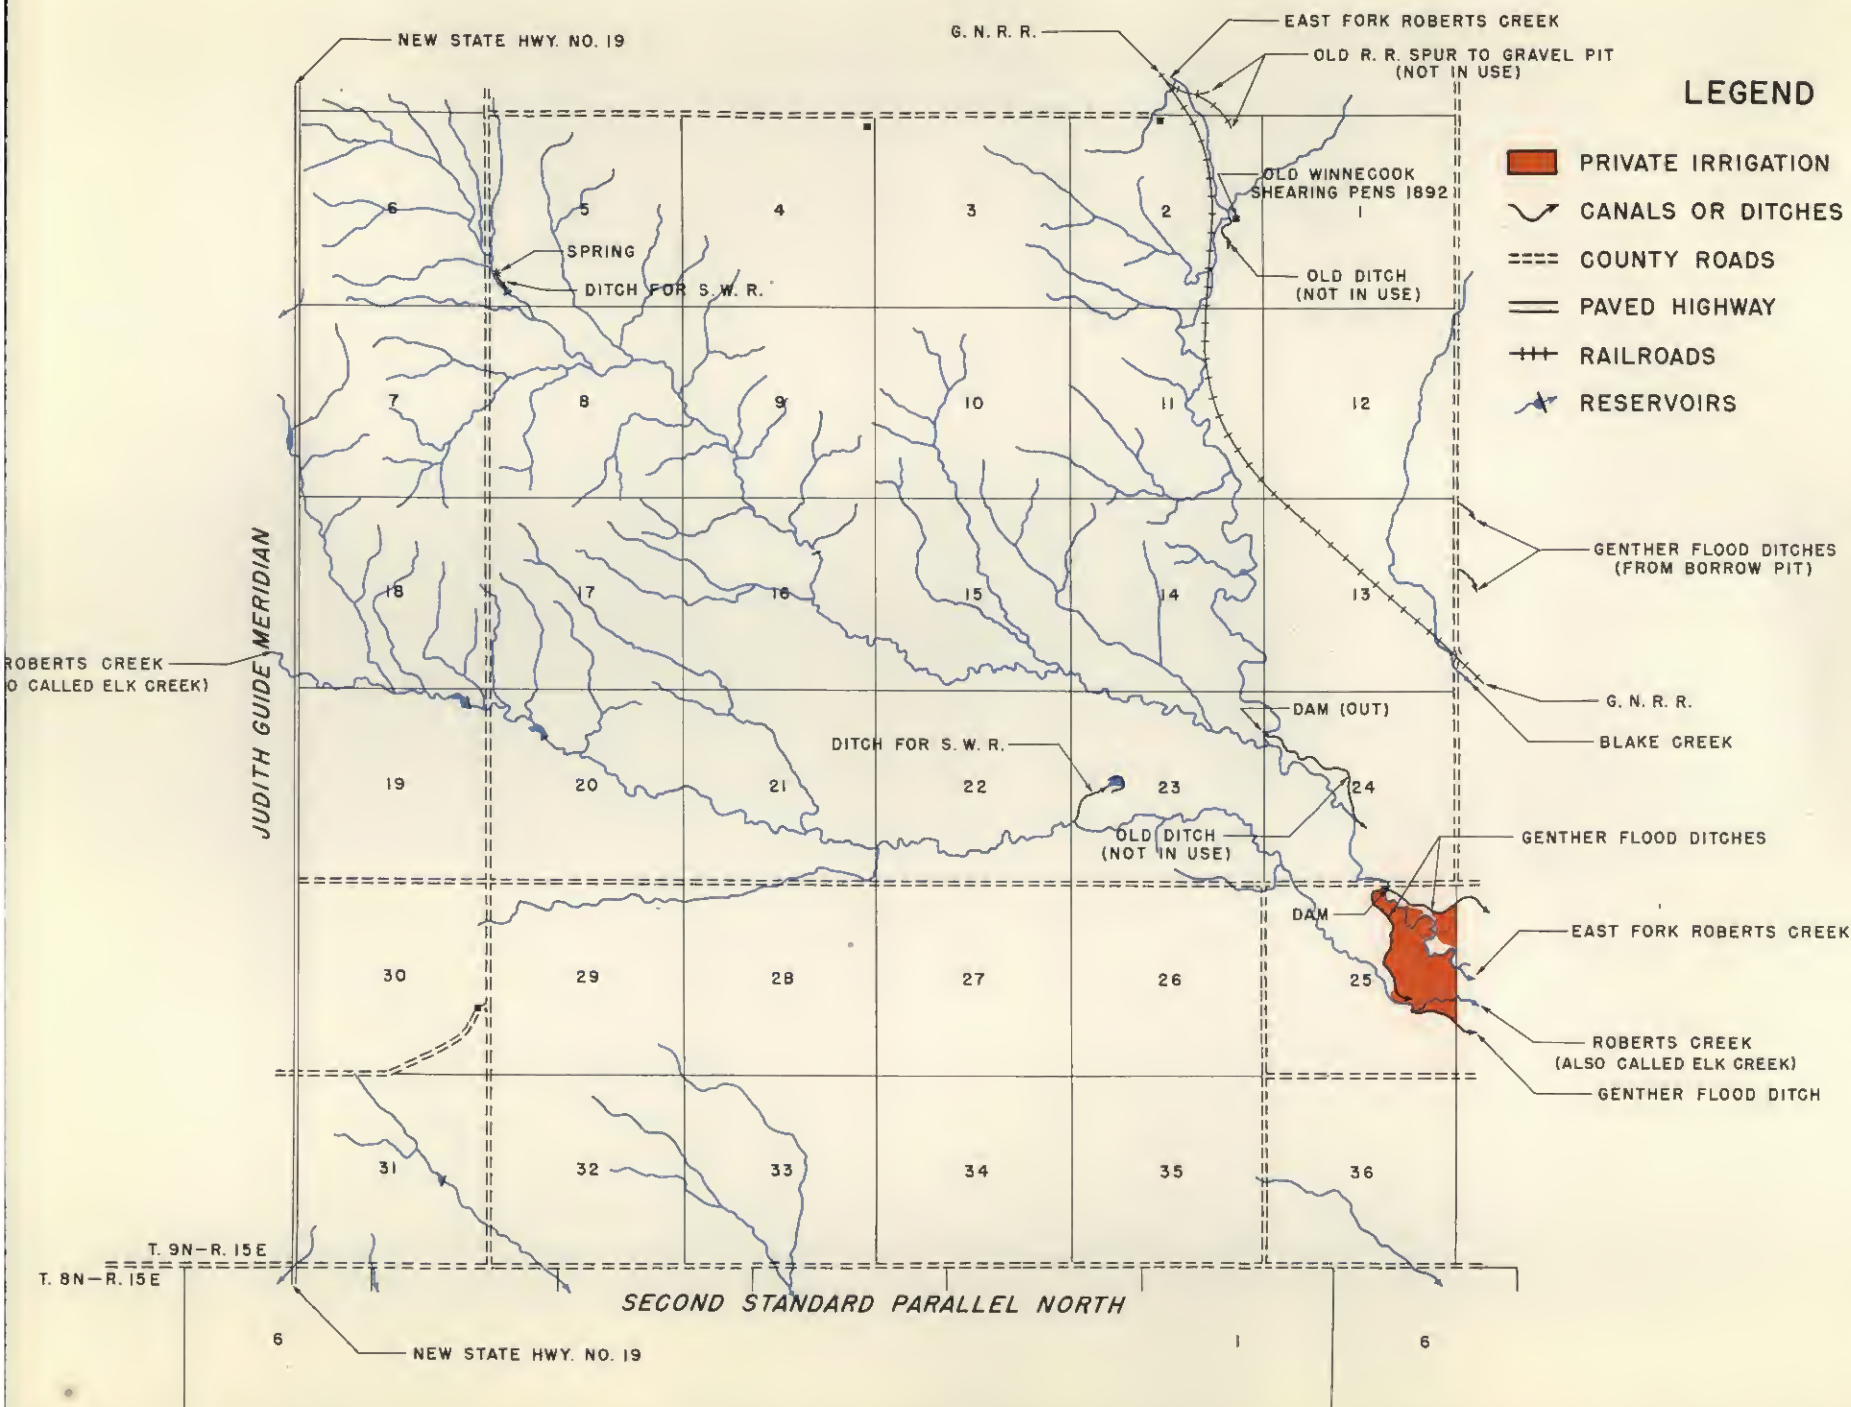 NEW STATE HWY. NO. 19
G. N. R. R.
EAST FORK ROBERTS CREEK
OLD R. R. SPUR TO GRAVEL PIT
(NOT IN USE)
LEGEND
PRIVATE IRRIGATION
CANALS OR DITCHES
COUNTY ROADS
PAVED HIGHWAY
RAILROADS
RESERVOIRS
OLD WINNECOOK
SHEARING PENS 1892
6
5
4
3
2
1
SPRING
DITCH FOR S. W. R.
OLD DITCH
(NOT IN USE)
7
8
9
10
11
12
JUDITH GUIDE MERIDIAN
GENTHER FLOOD DITCHES
(FROM BORROW PIT)
18
17
16
15
14
13
ROBERTS CREEK
O CALLED ELK CREEK)
G. N. R. R.
DAM (OUT)
BLAKE CREEK
DITCH FOR S. W. R.
19
20
21
22
23
24
OLD DITCH
(NOT IN USE)
GENTHER FLOOD DITCHES
DAM
EAST FORK ROBERTS CREEK
30
29
28
27
26
25
ROBERTS CREEK
(ALSO CALLED ELK CREEK)
GENTHER FLOOD DITCH
31
32
33
34
35
36
T. 9N-R. 15E
T. 8N-R. 15E
SECOND STANDARD PARALLEL NORTH
6
1
6
NEW STATE HWY. NO. 19